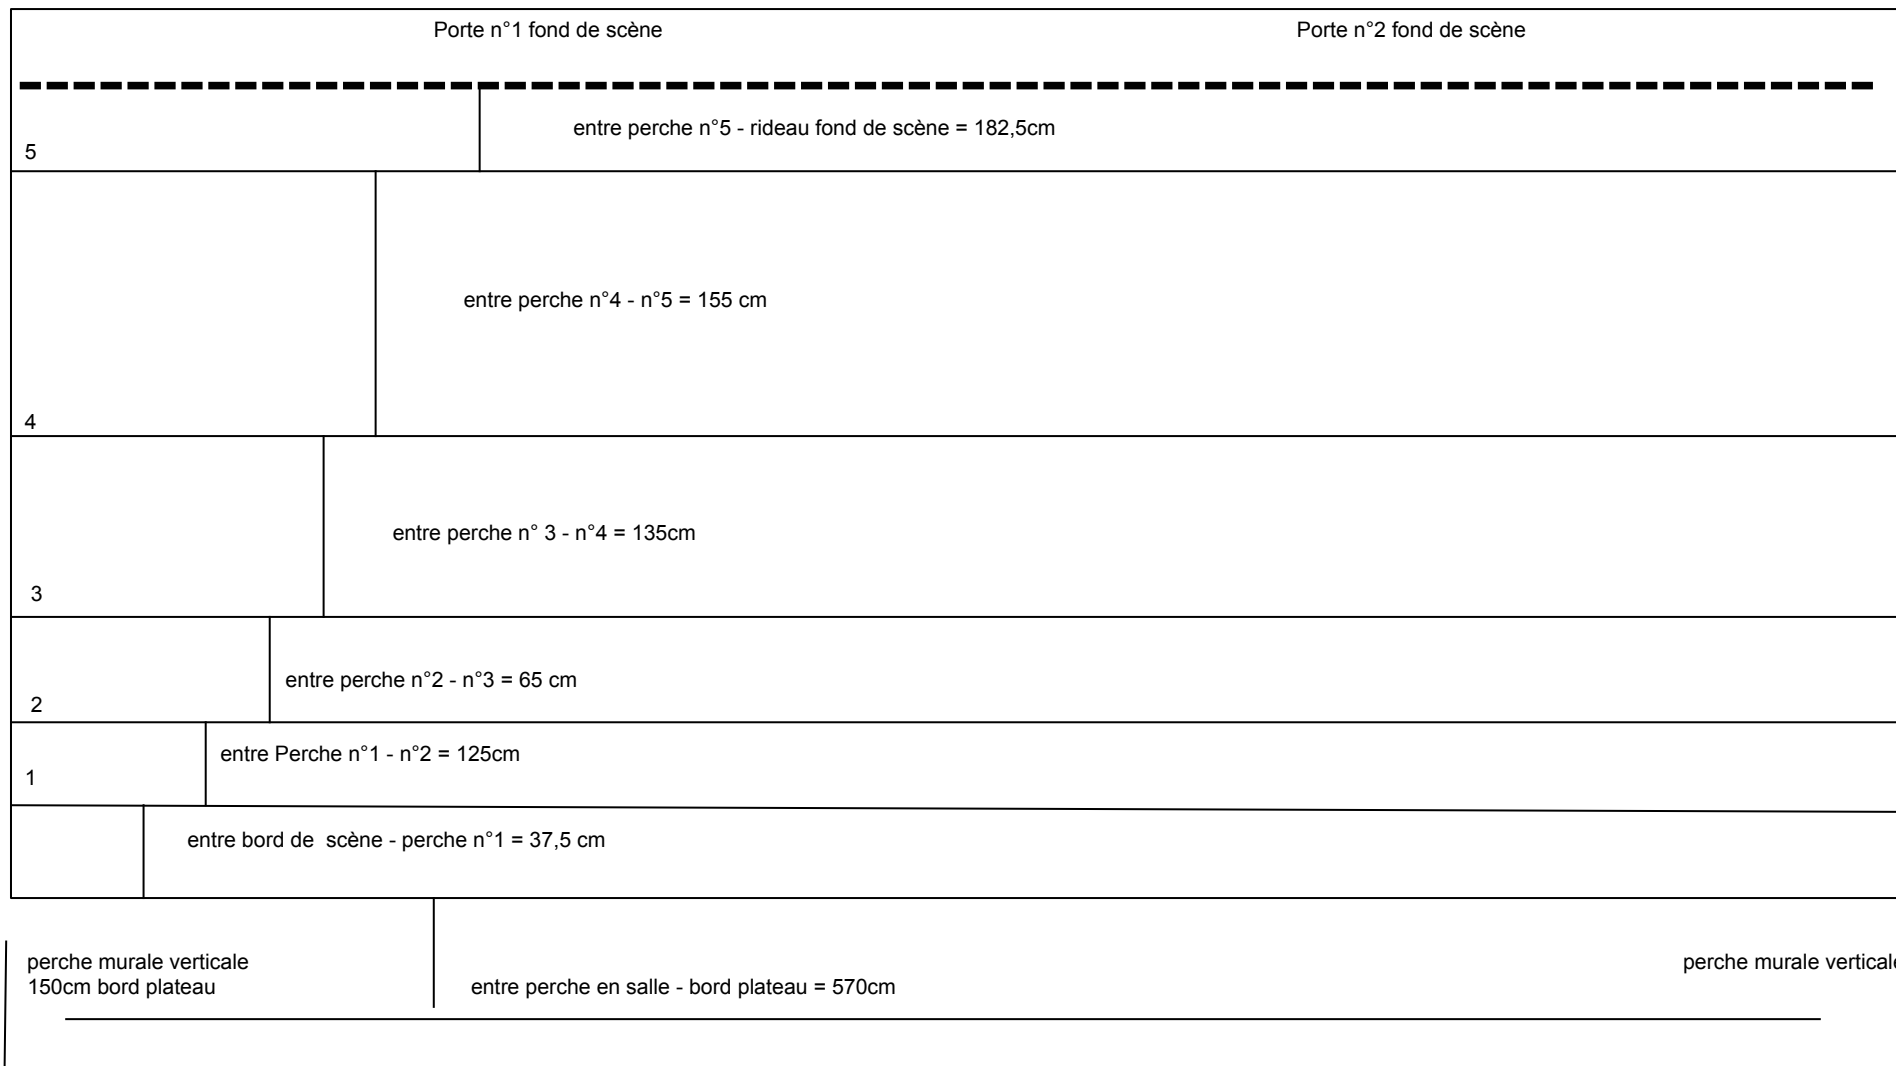 Porte n°1 fond de scène
Porte n°2 fond de scène
entre perche n°5 - rideau fond de scène = 182,5cm
5
entre perche n°4 - n°5 = 155 cm
4
entre perche n° 3 - n°4 = 135cm
3
entre perche n°2 - n°3 = 65 cm
2
entre Perche n°1 - n°2 = 125cm
1
entre bord de  scène - perche n°1 = 37,5 cm
perche murale verticale
150cm bord plateau
entre perche en salle - bord plateau = 570cm
perche murale verticale